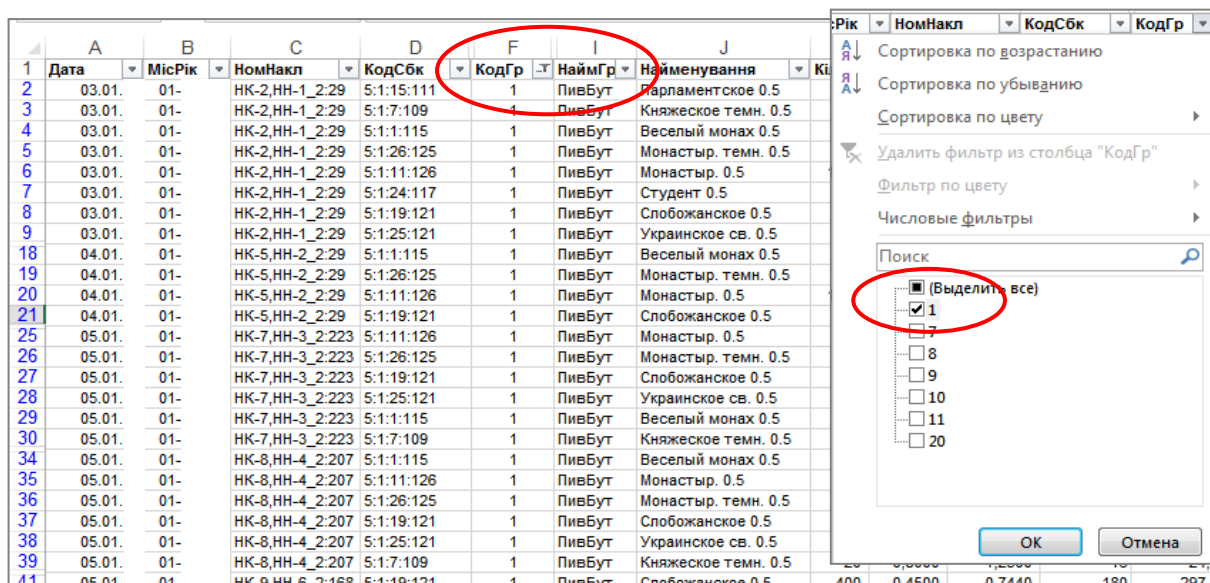 A B C D F I J
1 Дата МісРік НомНакл КодСбк КодГр НаймГр Найменування
2 03.01. 01- НК-2,НН-1_2:29 5:1:15:111 1 ПивБут Парламентское 0.5
3 03.01. 01- НК-2,НН-1_2:29 5:1:7:109 1 ПивБут Княжеское темн. 0.5
4 03.01. 01- НК-2,НН-1_2:29 5:1:1:115 1 ПивБут Веселый монах 0.5
5 03.01. 01- НК-2,НН-1_2:29 5:1:26:125 1 ПивБут Монастыр. темн. 0.5
6 03.01. 01- НК-2,НН-1_2:29 5:1:11:126 1 ПивБут Монастыр. 0.5
7 03.01. 01- НК-2,НН-1_2:29 5:1:24:117 1 ПивБут Студент 0.5
8 03.01. 01- НК-2,НН-1_2:29 5:1:19:121 1 ПивБут Слобожанское 0.5
9 03.01. 01- НК-2,НН-1_2:29 5:1:25:121 1 ПивБут Украинское св. 0.5
18 04.01. 01- НК-5,НН-2_2:29 5:1:1:115 1 ПивБут Веселый монах 0.5
19 04.01. 01- НК-5,НН-2_2:29 5:1:26:125 1 ПивБут Монастыр. темн. 0.5
20 04.01. 01- НК-5,НН-2_2:29 5:1:11:126 1 ПивБут Монастыр. 0.5
21 04.01. 01- НК-5,НН-2_2:29 5:1:19:121 1 ПивБут Слобожанское 0.5
25 05.01. 01- НК-7,НН-3_2:223 5:1:11:126 1 ПивБут Монастыр. 0.5
26 05.01. 01- НК-7,НН-3_2:223 5:1:26:125 1 ПивБут Монастыр. темн. 0.5
27 05.01. 01- НК-7,НН-3_2:223 5:1:19:121 1 ПивБут Слобожанское 0.5
28 05.01. 01- НК-7,НН-3_2:223 5:1:25:121 1 ПивБут Украинское св. 0.5
29 05.01. 01- НК-7,НН-3_2:223 5:1:1:115 1 ПивБут Веселый монах 0.5
30 05.01. 01- НК-7,НН-3_2:223 5:1:7:109 1 ПивБут Княжеское темн. 0.5
34 05.01. 01- НК-8,НН-4_2:207 5:1:1:115 1 ПивБут Веселый монах 0.5
35 05.01. 01- НК-8,НН-4_2:207 5:1:11:126 1 ПивБут Монастыр. 0.5
36 05.01. 01- НК-8,НН-4_2:207 5:1:26:125 1 ПивБут Монастыр. темн. 0.5
37 05.01. 01- НК-8,НН-4_2:207 5:1:19:121 1 ПивБут Слобожанское 0.5
38 05.01. 01- НК-8,НН-4_2:207 5:1:25:121 1 ПивБут Украинское св. 0.5
39 05.01. 01- НК-8,НН-4_2:207 5:1:7:109 1 ПивБут Княжеское темн. 0.5
41 05.01. 01- НК-9,НН-6_2:168 5:1:19:121 1 ПивБут Слобожанское 0.5 400 0,4500 0,7440 180 297
НомНакл КодСбк КодГр
Сортировка по возрастанию
Сортировка по убыванию
Сортировка по цвету
Удалить фильтр из столбца "КодГр"
Фильтр по цвету
Числовые фильтры
Поиск
(Выделить все)
1
7
8
9
10
11
20
ОК Отмена